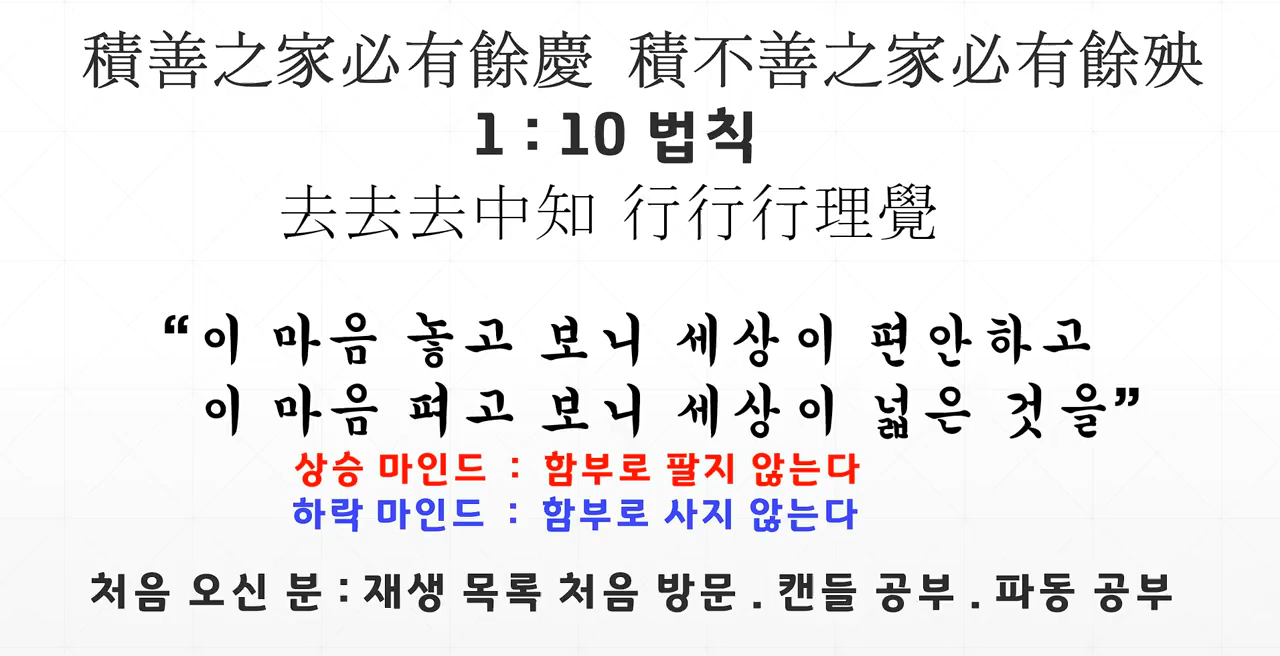 積善之家必有餘慶 積不善之家必有餘殃
1 : 10 법칙
去去去中知 行行行理覺
“이 마음 놓고 보니 세상이 편안하고
이 마음 펴고 보니 세상이 넓은 것을”
상승 마인드 : 함부로 팔지 않는다
하락 마인드 : 함부로 사지 않는다
처음 오신 분 : 재생 목록 처음 방문 . 캔들 공부 . 파동 공부